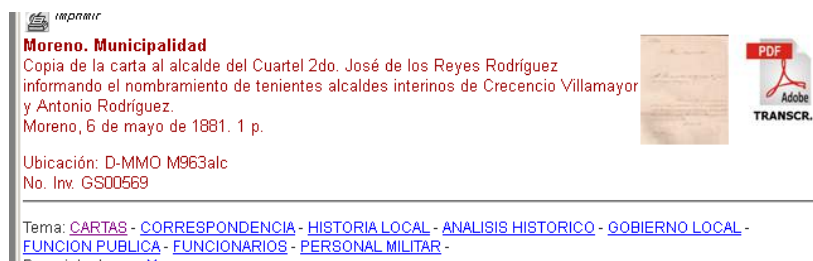 Imprimir
Moreno. Municipalidad
Copia de la carta al alcalde del Cuartel 2do. José de los Reyes Rodríguez
informando el nombramiento de tenientes alcaldes interinos de Crecencio Villamayor
y Antonio Rodríguez.
Moreno, 6 de mayo de 1881. 1 p.
PDF
Adobe
TRANSCR.
Ubicación: D-MMO M963alc
No. Inv. GS00569
Tema: CARTAS - CORRESPONDENCIA - HISTORIA LOCAL - ANALISIS HISTORICO - GOBIERNO LOCAL -
FUNCION PUBLICA - FUNCIONARIOS - PERSONAL MILITAR -